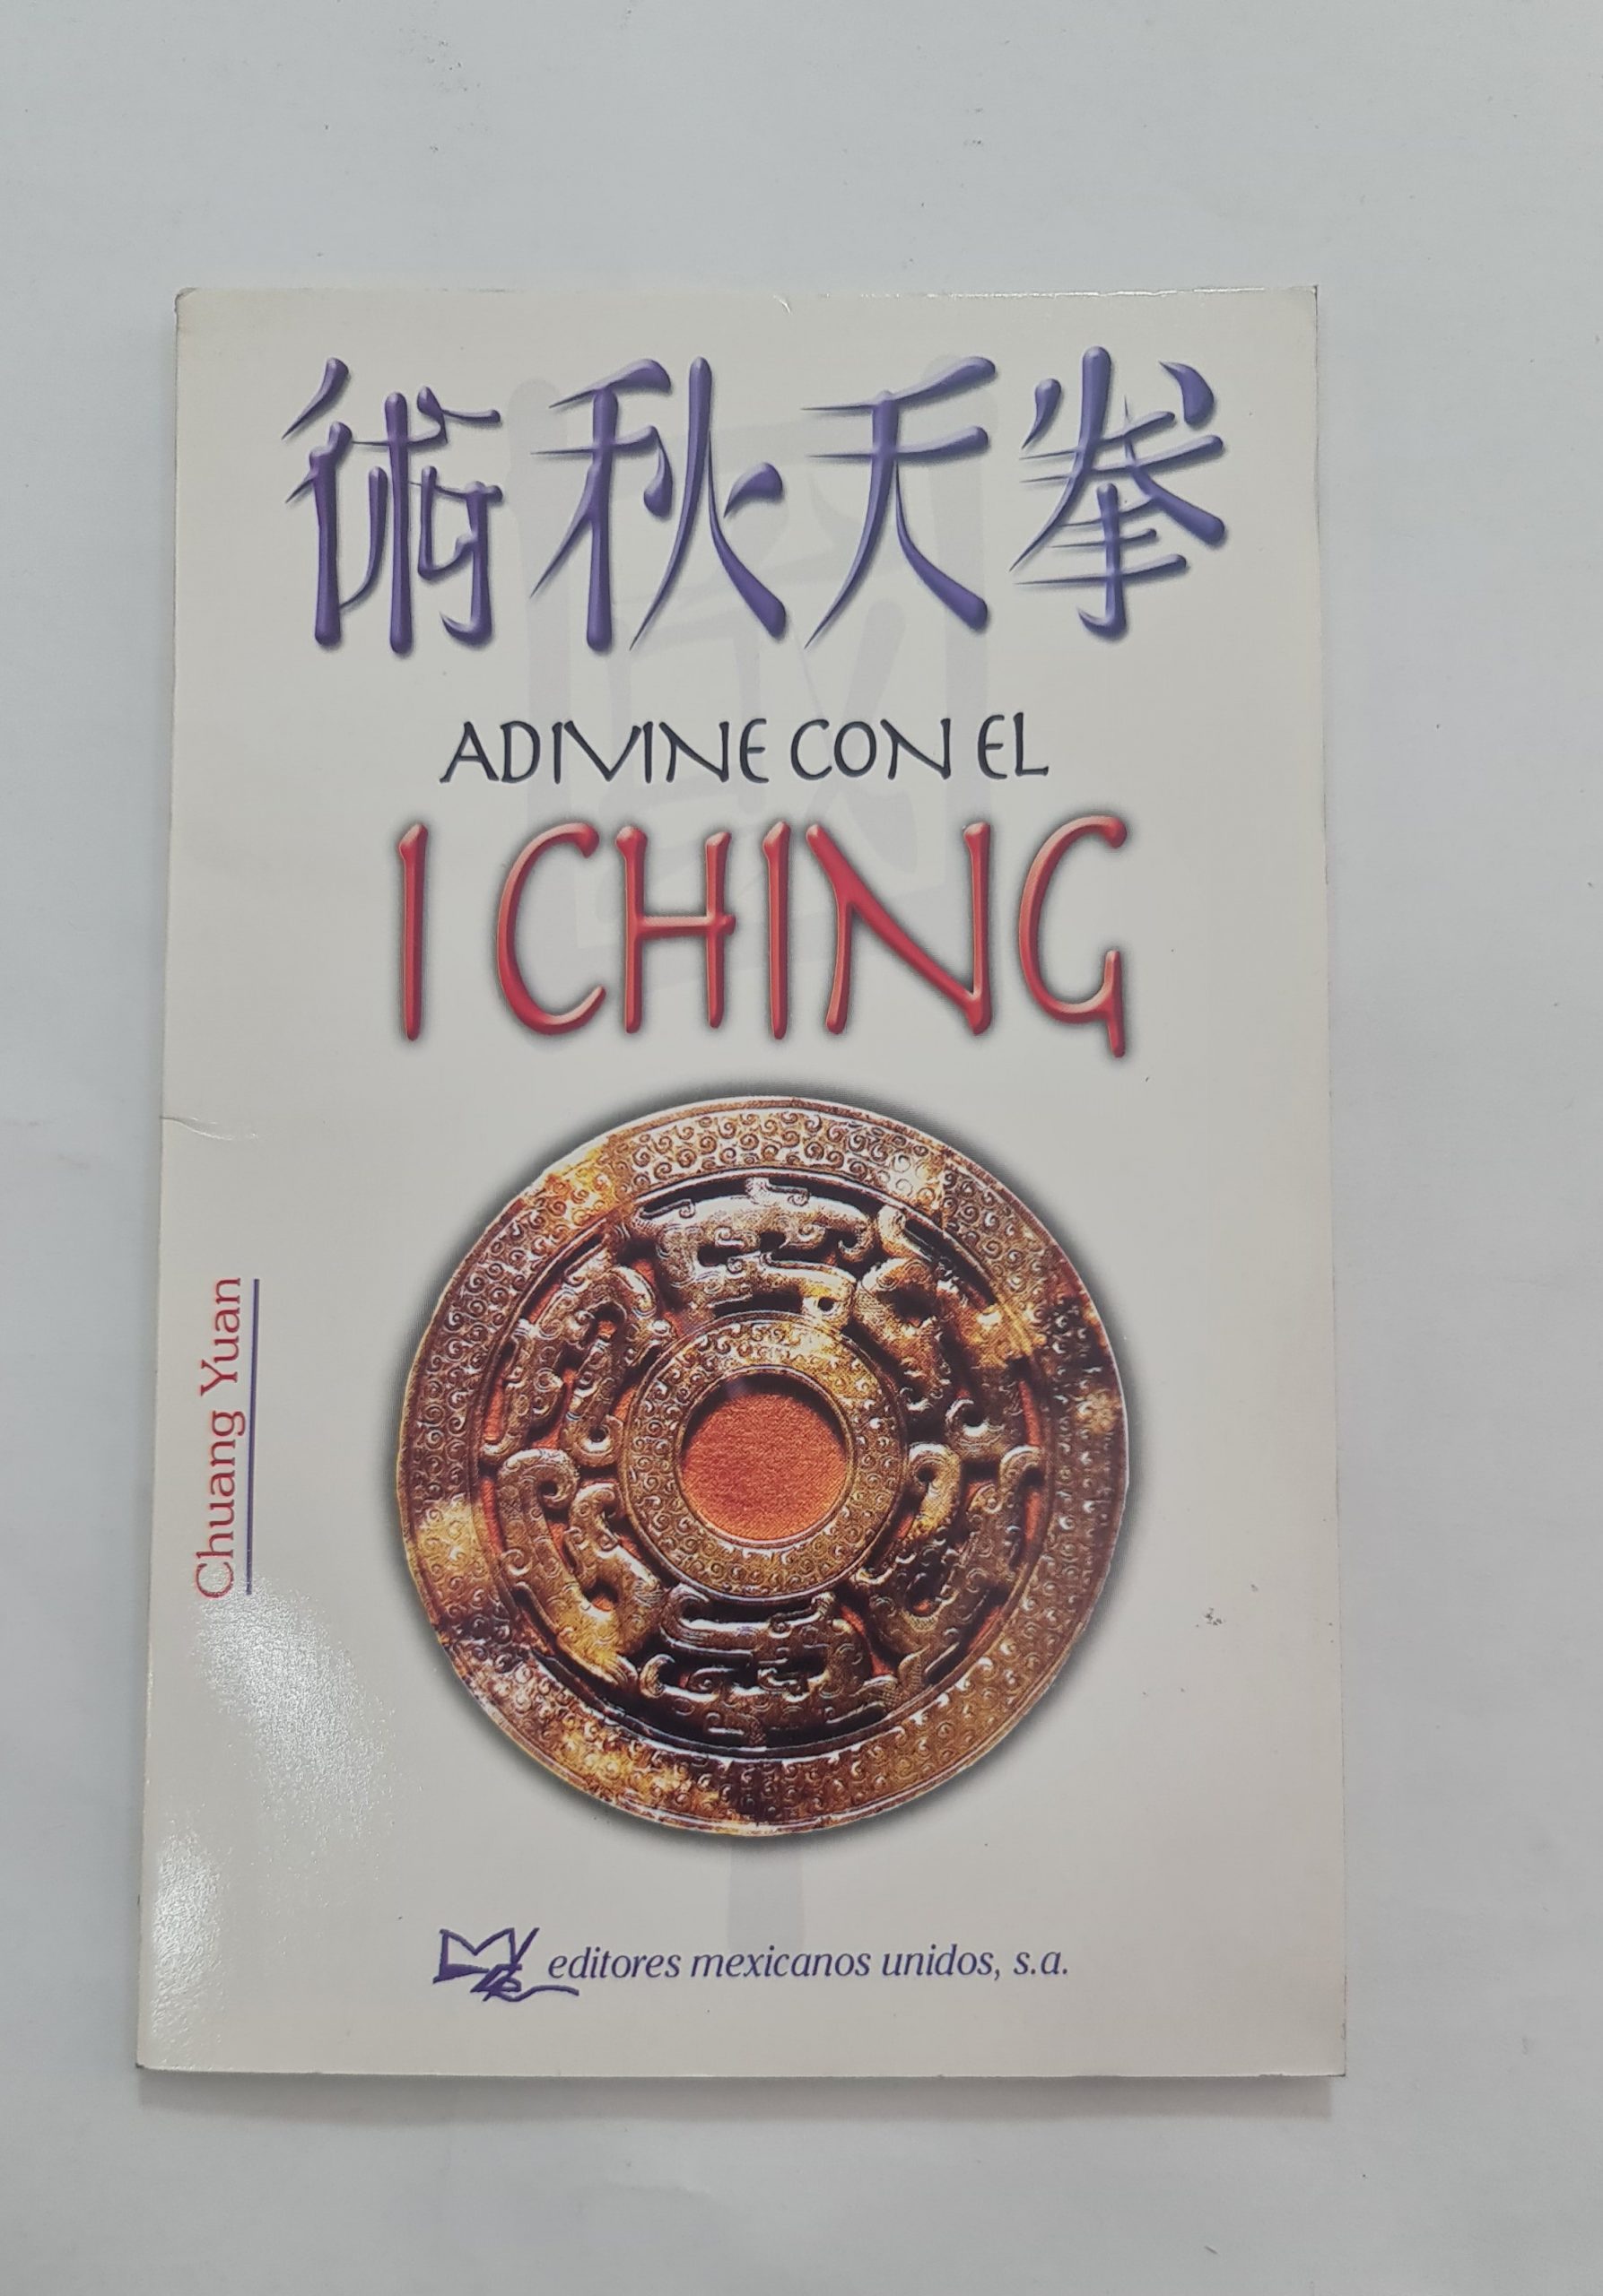 術秋天拳
ADIVINE CON EL
I CHING
Chuang Yuan
editores mexicanos unidos, s.a.